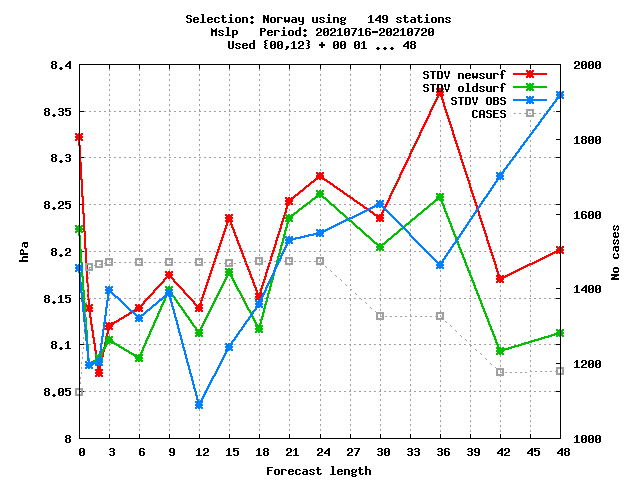 Selection: Norway using   149 stations
Mslp   Period: 20210716-20210720
Used {00,12} + 00 01 ... 48
8.4
8.35
8.3
8.25
8.2
8.15
8.1
8.05
8
hPa
2000
1800
1600
1400
1200
1000
No cases
STDV newsurf
STDV oldsurf
STDV OBS
CASES
0 3 6 9 12 15 18 21 24 27 30 33 36 39 42 45 48
Forecast length